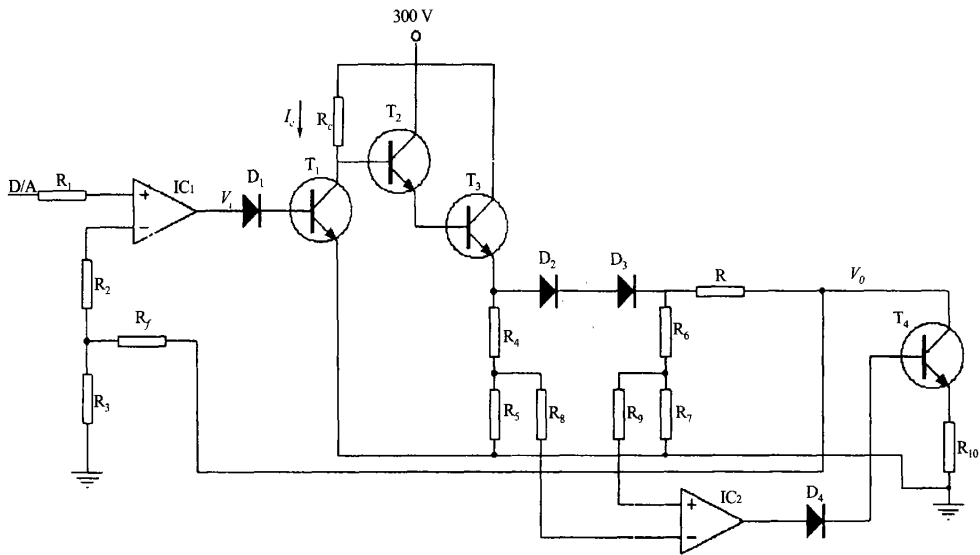 300 V
I_c
R_c
T_2
T_1
T_3
D/A
R_1
IC_1
V_i
D_1
+
−
R_2
R_f
R_3
D_2
D_3
R
V_0
T_4
R_4
R_6
R_5
R_8
R_9
R_7
R_10
IC_2
D_4
+
−